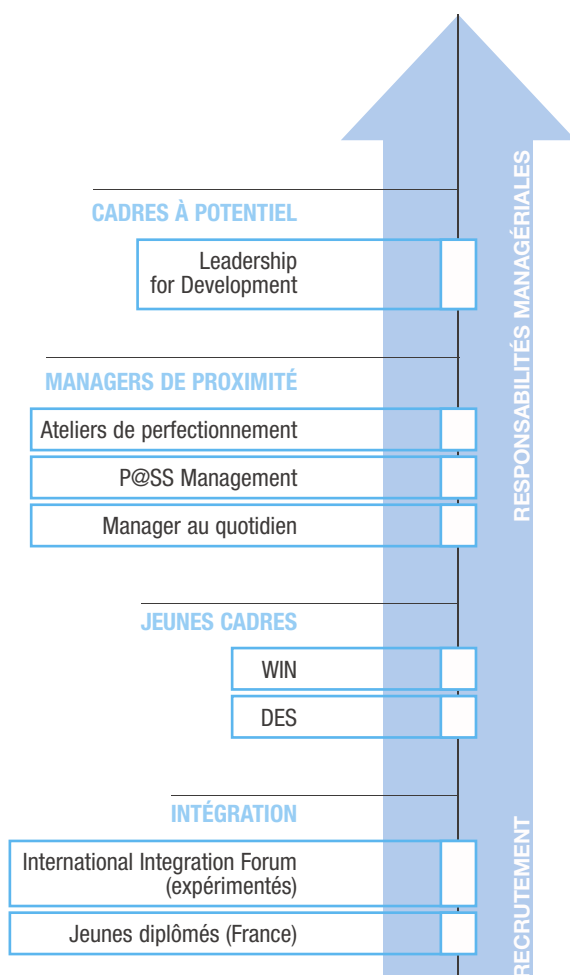 CADRES À POTENTIEL
Leadership
for Development
MANAGERS DE PROXIMITÉ
Ateliers de perfectionnement
P@SS Management
Manager au quotidien
JEUNES CADRES
WIN
DES
INTÉGRATION
International Integration Forum
(expérimentés)
Jeunes diplômés (France)
RESPONSABILITÉS MANAGÉRIALES
RECRUTEMENT